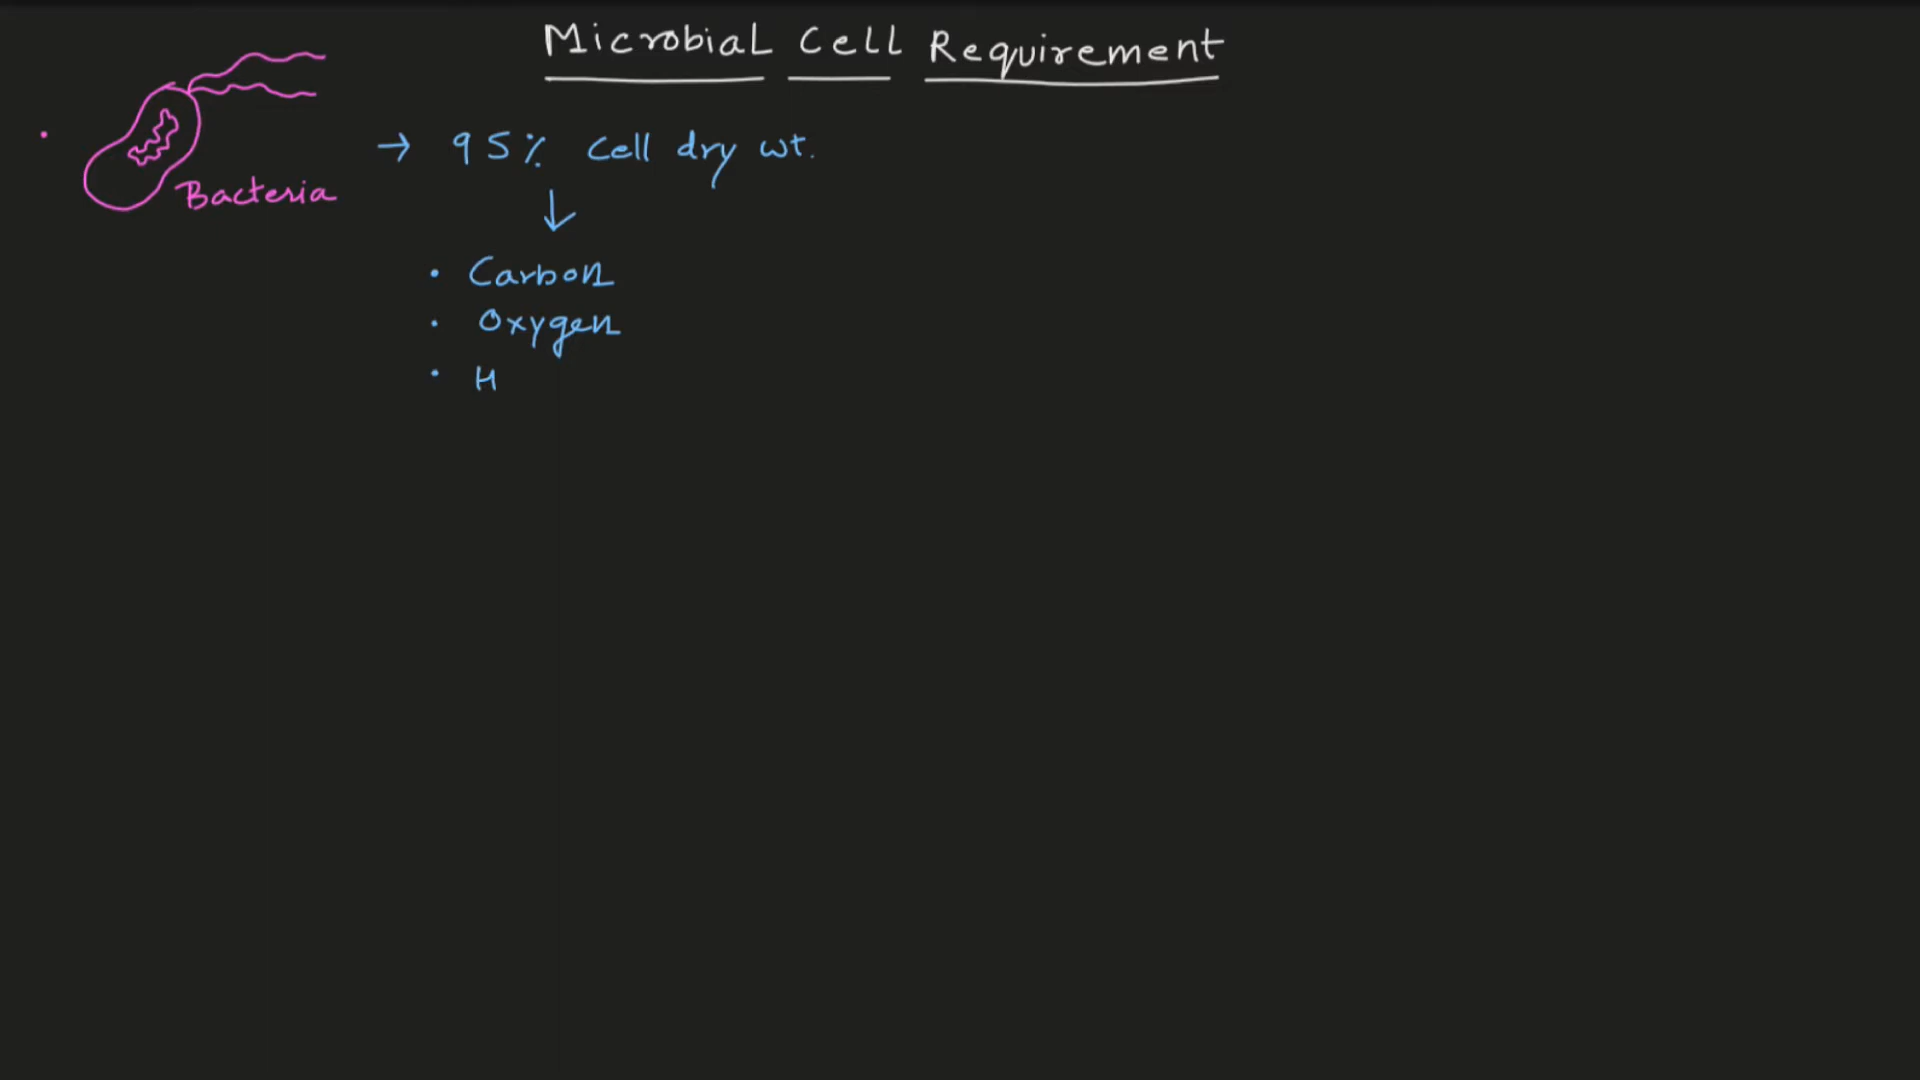 Microbial Cell Requirement
Bacteria
→ 95% Cell dry wt.
↓
• Carbon
• Oxygen
• H